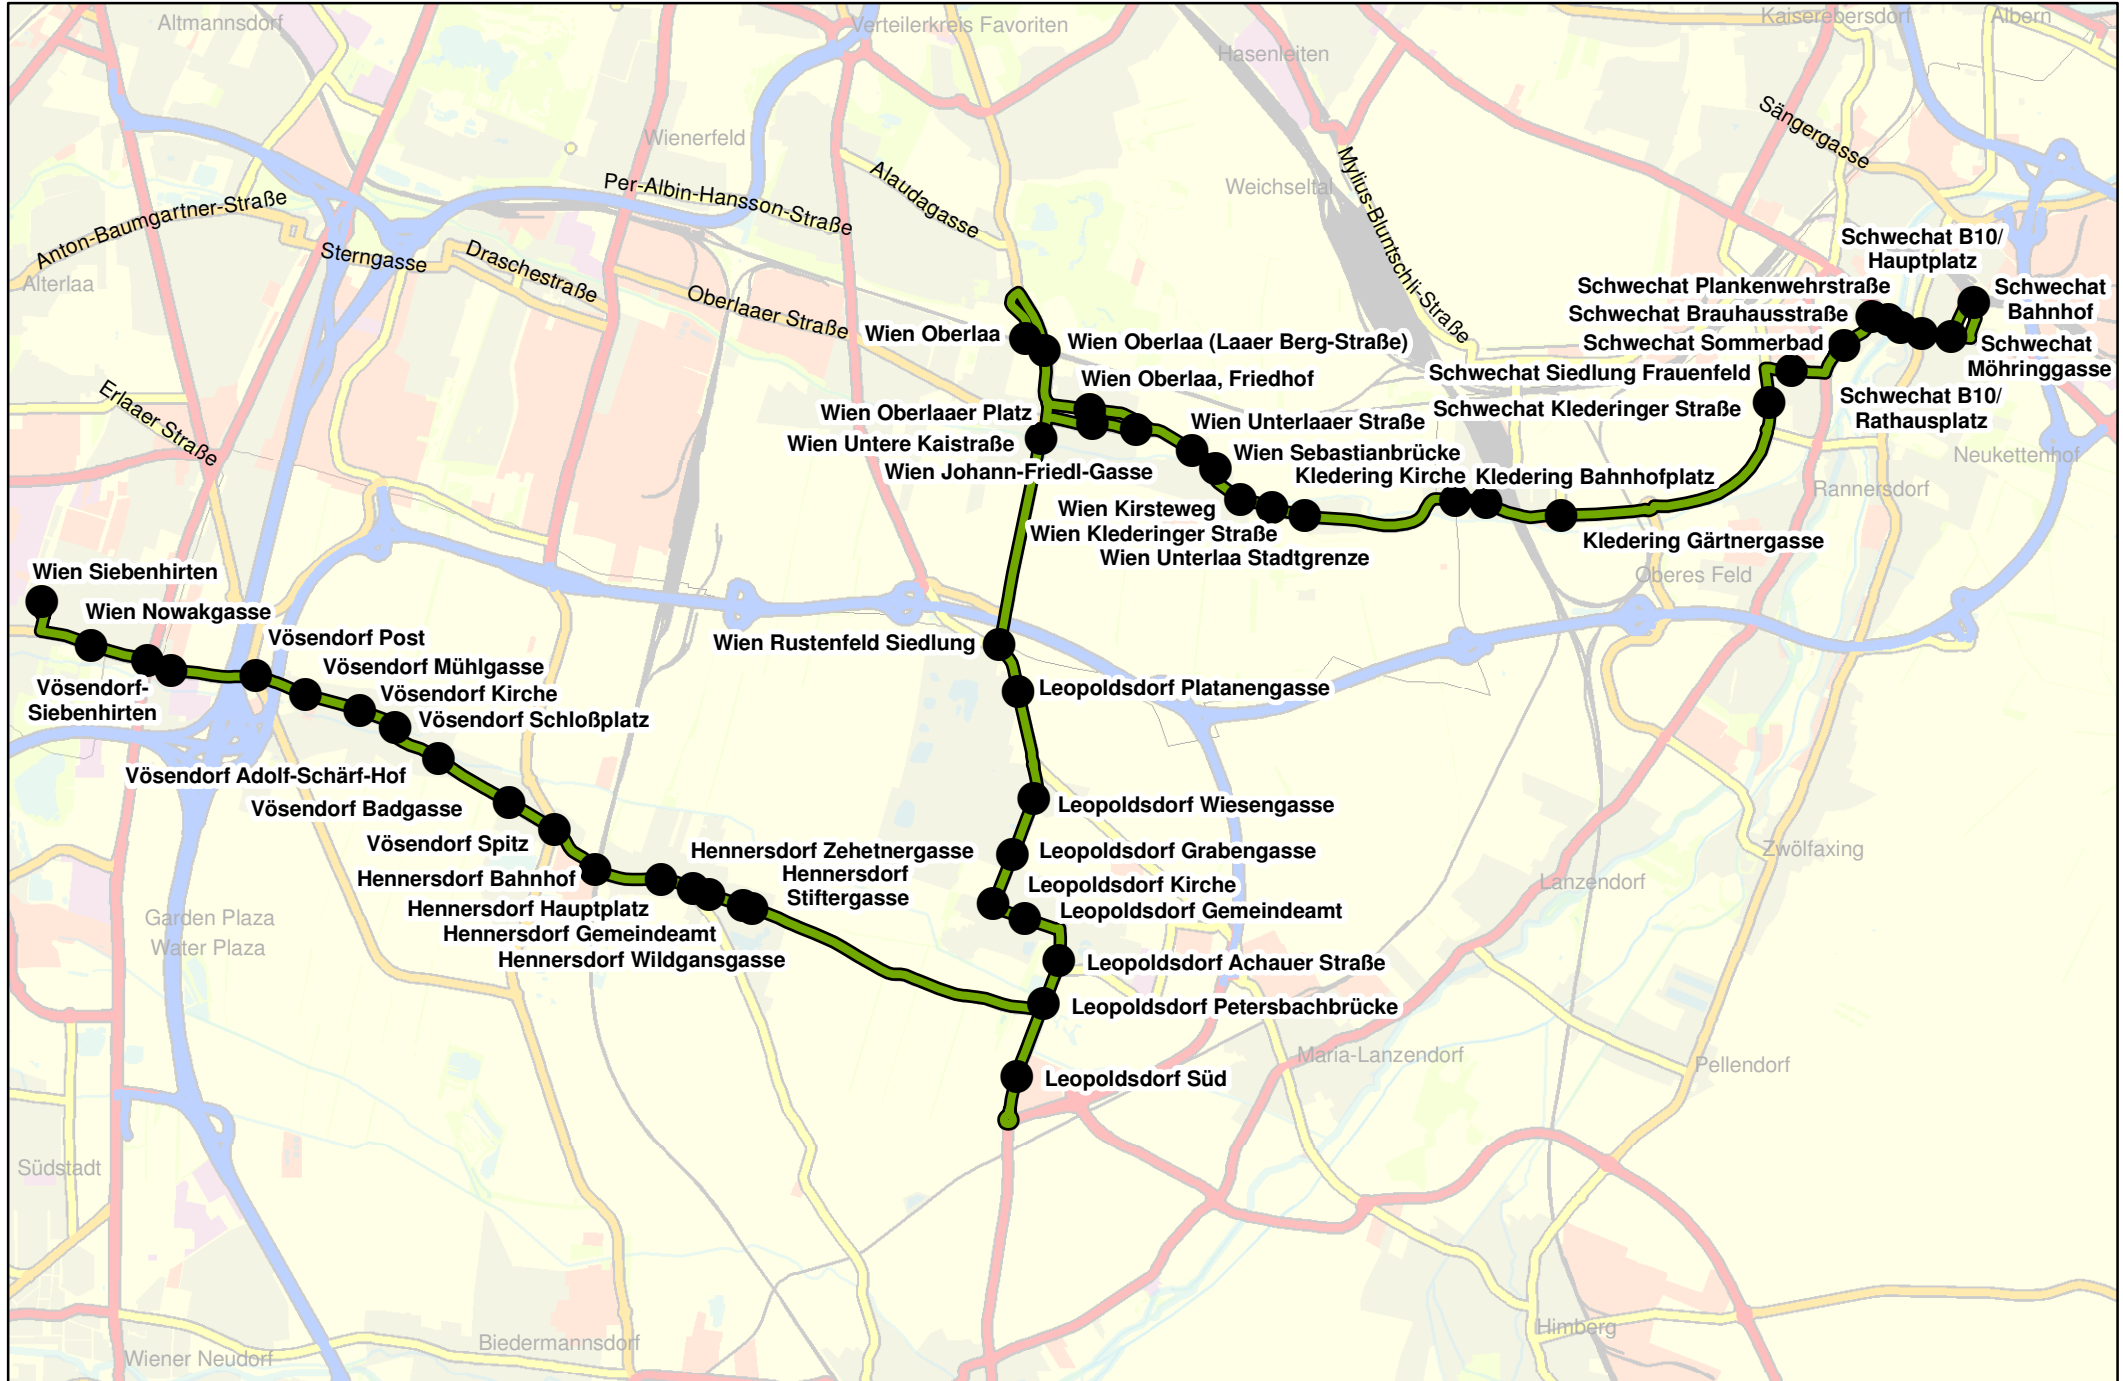 Altmannsdorf
Verteilerkreis Favoriten
Kaiserebersdorf
Albern
Hasenleiten
Wienerfeld
Sängergasse
Alaudagasse
Weichseltal
Mylius-Bluntschli-Straße
Per-Albin-Hansson-Straße
Anton-Baumgartner-Straße
Sterngasse
Draschestraße
Alterlaa
Oberlaaer Straße
Erlaaer Straße
Schwechat B10/
Hauptplatz
Schwechat Plankenwehrstraße
Schwechat
Bahnhof
Schwechat Brauhausstraße
Schwechat Sommerbad
Schwechat
Möhringgasse
Schwechat Siedlung Frauenfeld
Schwechat B10/
Rathausplatz
Schwechat Klederinger Straße
Neukettenhof
Rannersdorf
Wien Oberlaa
Wien Oberlaa (Laaer Berg-Straße)
Wien Oberlaa, Friedhof
Wien Oberlaaer Platz
Wien Unterlaaer Straße
Wien Untere Kaistraße
Wien Sebastianbrücke
Wien Johann-Friedl-Gasse
Kledering Kirche
Kledering Bahnhofplatz
Wien Kirsteweg
Wien Klederinger Straße
Kledering Gärtnergasse
Wien Unterlaa Stadtgrenze
Oberes Feld
Wien Siebenhirten
Wien Nowakgasse
Vösendorf Post
Wien Rustenfeld Siedlung
Vösendorf Mühlgasse
Vösendorf-
Siebenhirten
Vösendorf Kirche
Leopoldsdorf Platanengasse
Vösendorf Schloßplatz
Vösendorf Adolf-Schärf-Hof
Vösendorf Badgasse
Leopoldsdorf Wiesengasse
Vösendorf Spitz
Hennersdorf Zehetnergasse
Leopoldsdorf Grabengasse
Zwölfaxing
Hennersdorf Bahnhof
Hennersdorf
Stiftergasse
Leopoldsdorf Kirche
Lanzendorf
Hennersdorf Hauptplatz
Leopoldsdorf Gemeindeamt
Garden Plaza
Water Plaza
Hennersdorf Gemeindeamt
Hennersdorf Wildgansgasse
Leopoldsdorf Achauer Straße
Leopoldsdorf Petersbachbrücke
Maria-Lanzendorf
Pellendorf
Leopoldsdorf Süd
Südstadt
Himberg
Biedermannsdorf
Wiener Neudorf